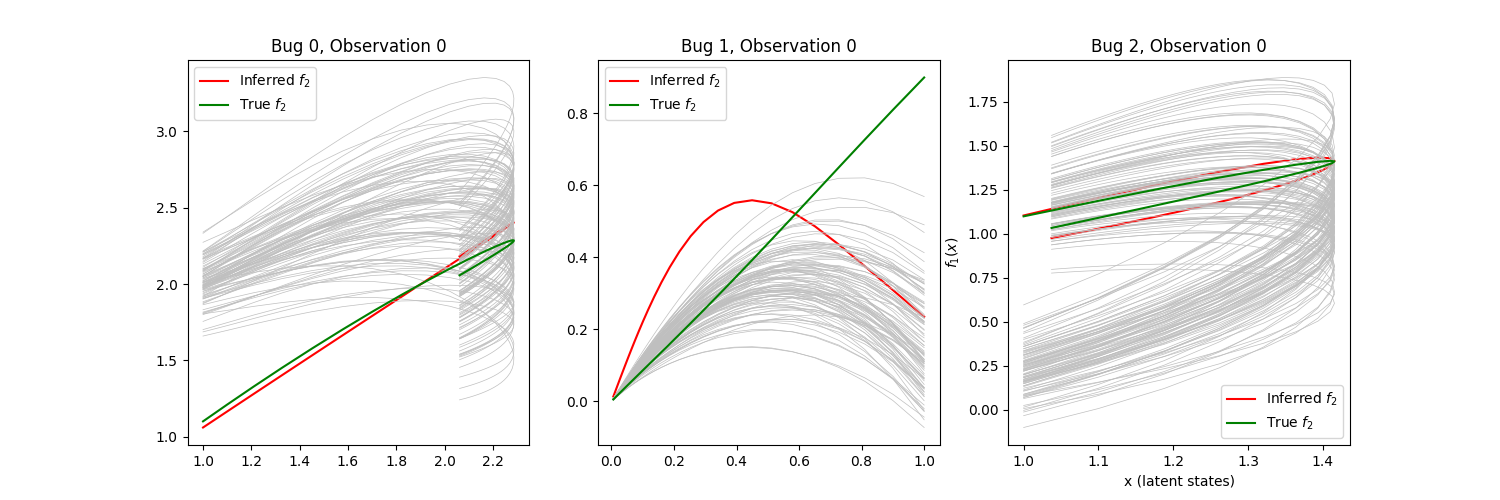 Bug 0, Observation 0
Inferred f₂
True f₂
3.0
2.5
2.0
1.5
1.0
1.0 1.2 1.4 1.6 1.8 2.0 2.2
Bug 1, Observation 0
Inferred f₂
True f₂
0.8
0.6
0.4
0.2
0.0
0.0 0.2 0.4 0.6 0.8 1.0
Bug 2, Observation 0
f₁(x)
1.75
1.50
1.25
1.00
0.75
0.50
0.25
0.00
Inferred f₂
True f₂
1.0 1.1 1.2 1.3 1.4
x (latent states)